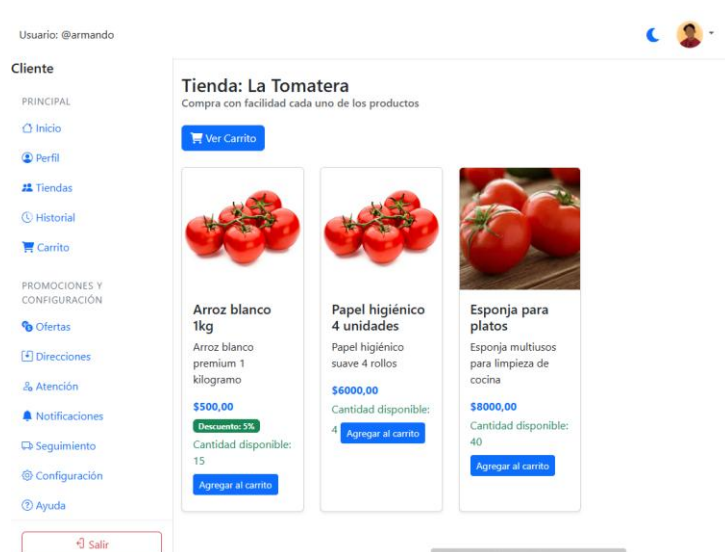 Usuario: @armando
Cliente
PRINCIPAL
Inicio
Perfil
Tiendas
Historial
Carrito
PROMOCIONES Y
CONFIGURACIÓN
Ofertas
Direcciones
Atención
Notificaciones
Seguimiento
Configuración
Ayuda
Salir
Tienda: La Tomatera
Compra con facilidad cada uno de los productos
Ver Carrito
Arroz blanco
1kg
Arroz blanco
premium 1
kilogramo
$500,00
Descuento: 5%
Cantidad disponible:
15
Agregar al carrito
Papel higiénico
4 unidades
Papel higiénico
suave 4 rollos
$6000,00
Cantidad disponible:
4 Agregar al carrito
Esponja para
platos
Esponja multiusos
para limpieza de
cocina
$8000,00
Cantidad disponible:
40
Agregar al carrito